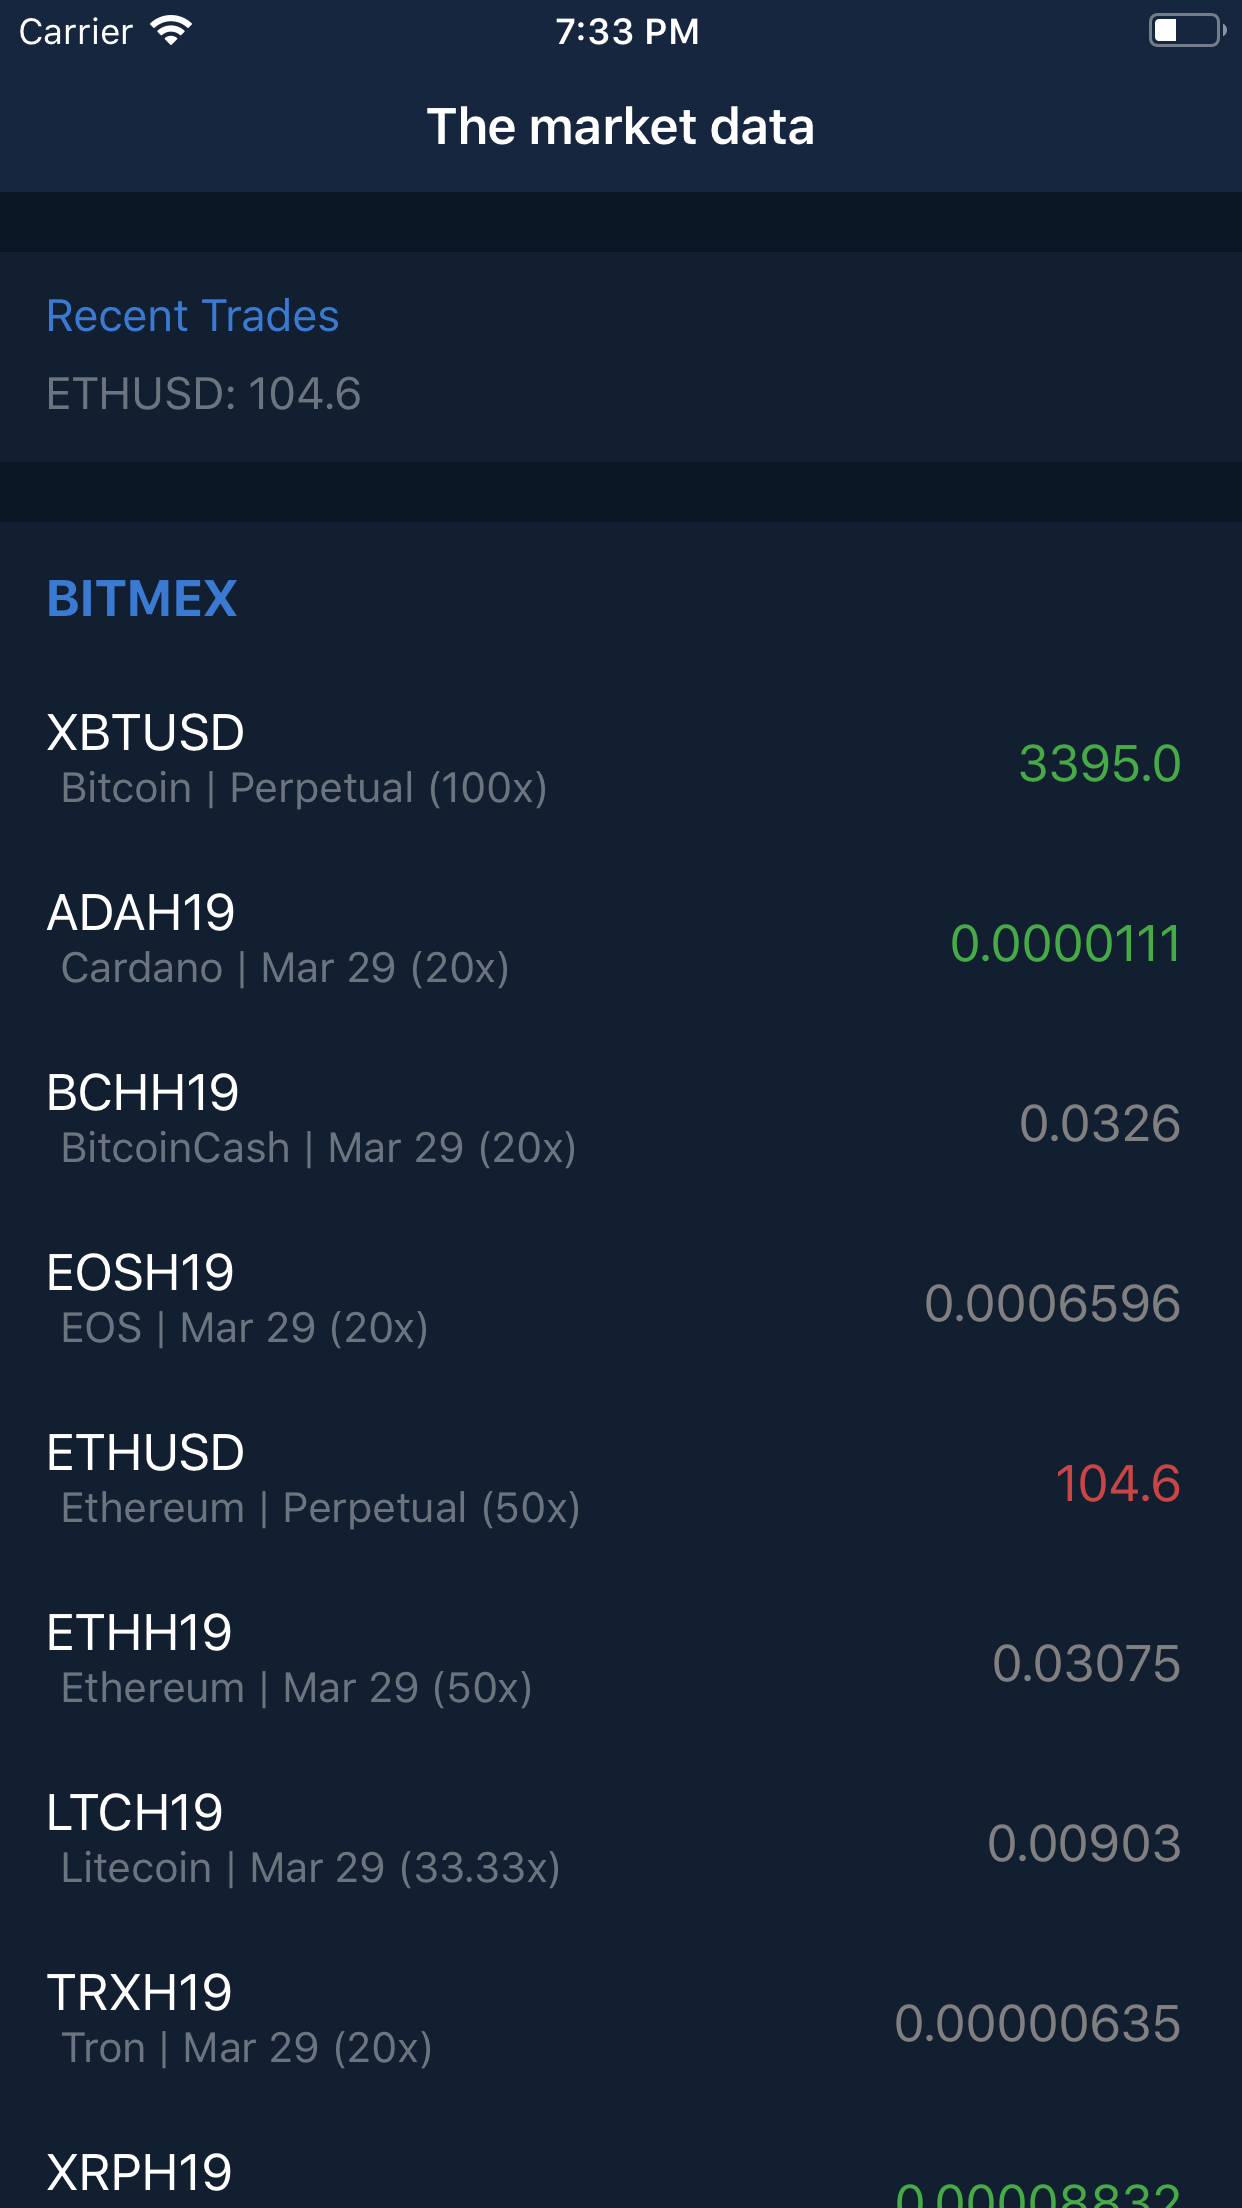 Carrier 7:33 PM
The market data
Recent Trades
ETHUSD: 104.6
BITMEX
XBTUSD
Bitcoin | Perpetual (100x)
3395.0
ADAH19
Cardano | Mar 29 (20x)
0.0000111
BCHH19
BitcoinCash | Mar 29 (20x)
0.0326
EOSH19
EOS | Mar 29 (20x)
0.0006596
ETHUSD
Ethereum | Perpetual (50x)
104.6
ETHH19
Ethereum | Mar 29 (50x)
0.03075
LTCH19
Litecoin | Mar 29 (33.33x)
0.00903
TRXH19
Tron | Mar 29 (20x)
0.00000635
XRPH19
0.00008832